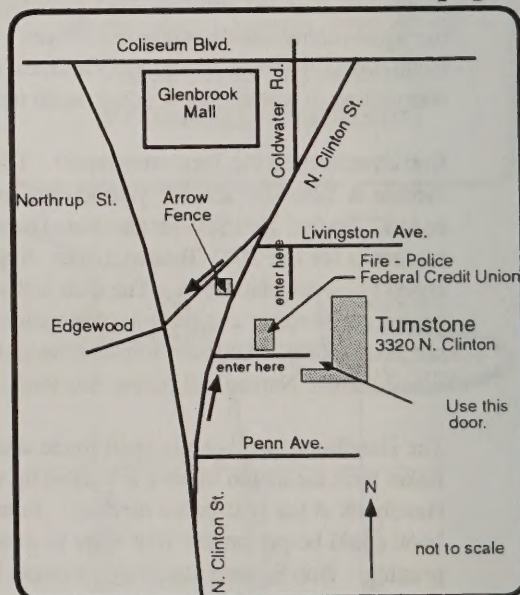 Coliseum Blvd.
Glenbrook
Mall
Coldwater Rd.
N. Clinton St.
Northrup St.
Arrow
Fence
Livingston Ave.
enter here
Fire - Police
Federal Credit Union
Edgewood
Turnstone
3320 N. Clinton
enter here
Use this
door.
Penn Ave.
N. Clinton St.
N
not to scale